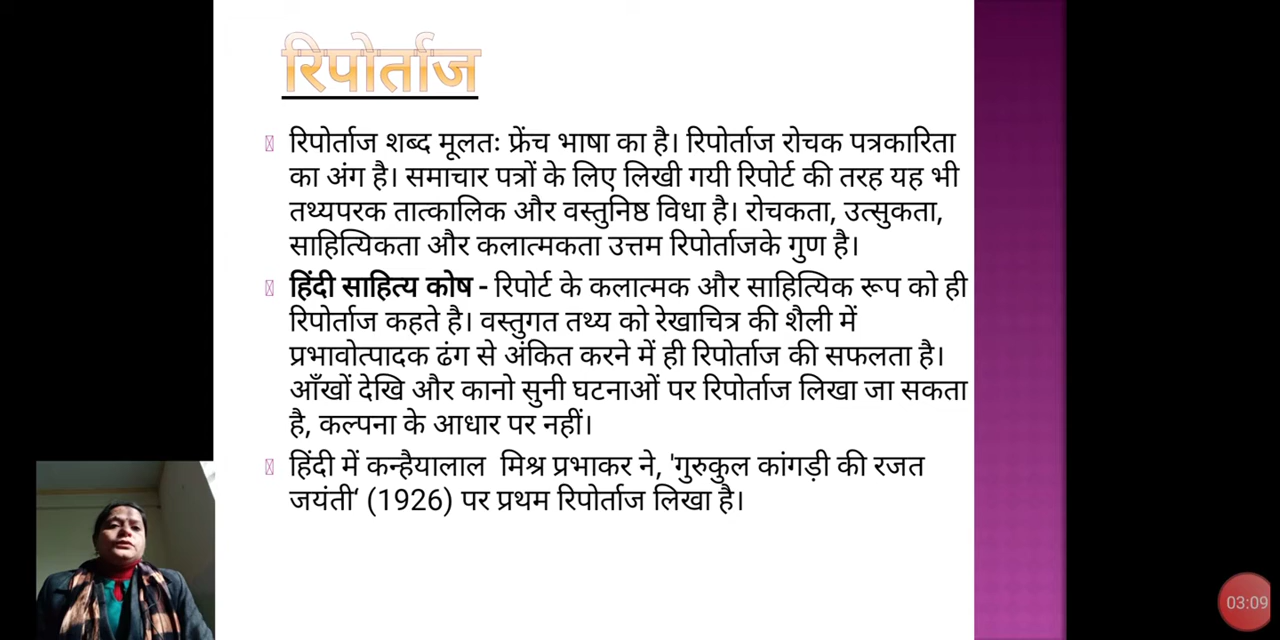 रिपोर्ताज
रिपोर्ताज शब्द मूलतः फ्रेंच भाषा का है। रिपोर्ताज रोचक पत्रकारिता
का अंग है। समाचार पत्रों के लिए लिखी गयी रिपोर्ट की तरह यह भी
तथ्यपरक तात्कालिक और वस्तुनिष्ठ विधा है। रोचकता, उत्सुकता,
साहित्यिकता और कलात्मकता उत्तम रिपोर्ताजके गुण है।
हिंदी साहित्य कोष - रिपोर्ट के कलात्मक और साहित्यिक रूप को ही
रिपोर्ताज कहते है। वस्तुगत तथ्य को रेखाचित्र की शैली में
प्रभावोत्पादक ढंग से अंकित करने में ही रिपोर्ताज की सफलता है।
आँखों देखि और कानो सुनी घटनाओं पर रिपोर्ताज लिखा जा सकता
है, कल्पना के आधार पर नहीं।
हिंदी में कन्हैयालाल  मिश्र प्रभाकर ने, 'गुरुकुल कांगड़ी की रजत
जयंती‘ (1926) पर प्रथम रिपोर्ताज लिखा है।
03:09